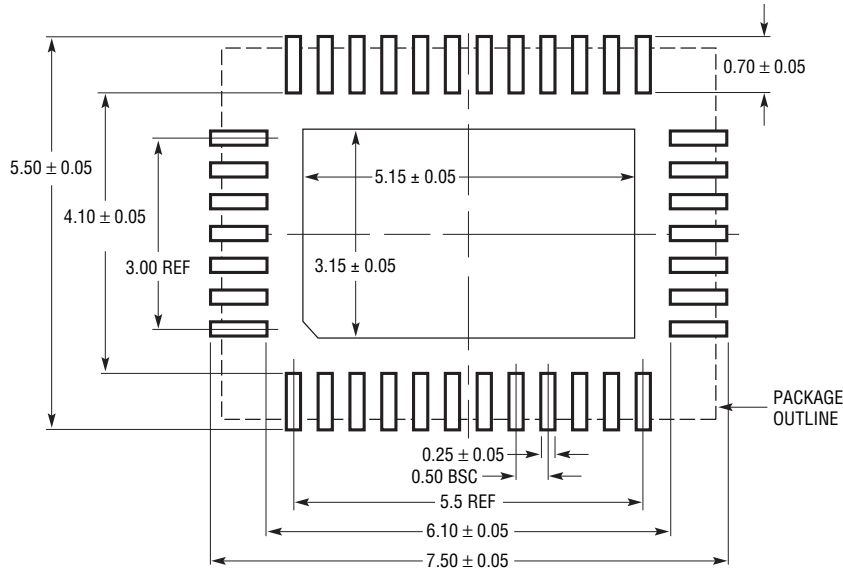 0.70 ± 0.05
5.50 ± 0.05
5.15 ± 0.05
4.10 ± 0.05
3.00 REF
3.15 ± 0.05
PACKAGE
OUTLINE
0.25 ± 0.05
0.50 BSC
5.5 REF
6.10 ± 0.05
7.50 ± 0.05